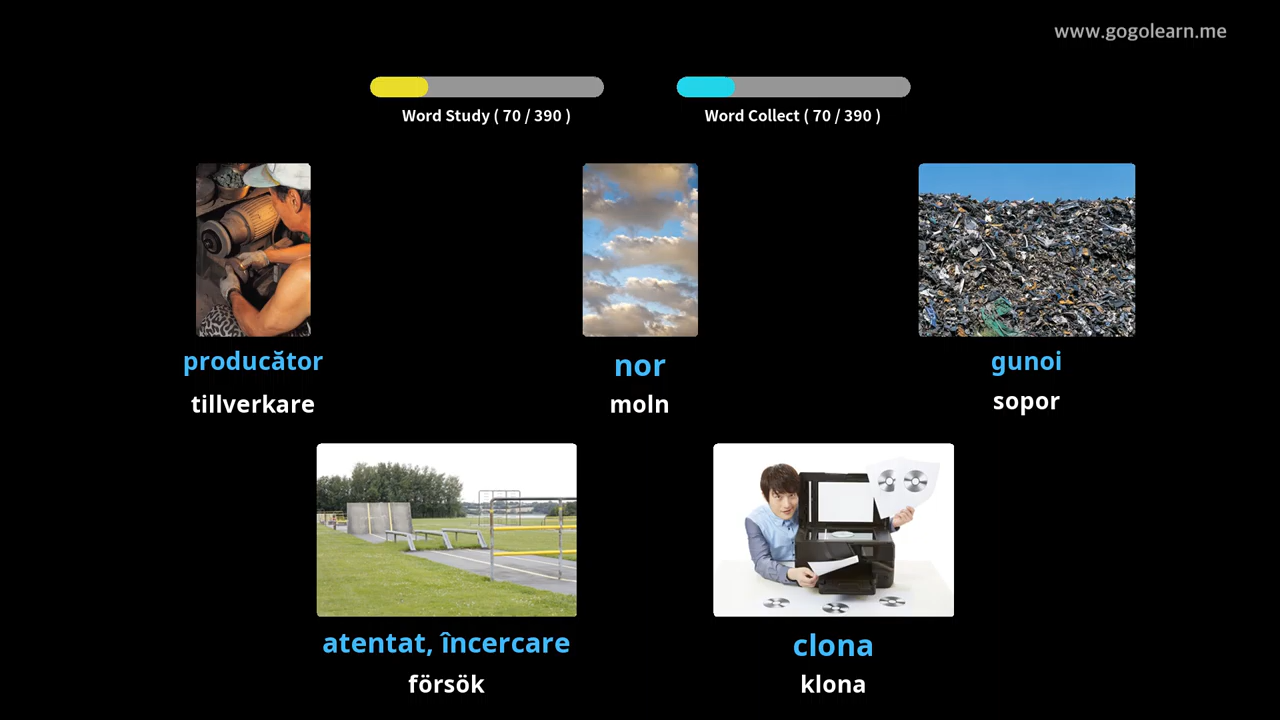 www.gogolearn.me
Word Study ( 70 / 390 )
Word Collect ( 70 / 390 )
producător
tillverkare
nor
moln
gunoi
sopor
atentat, încercare
försök
clona
klona